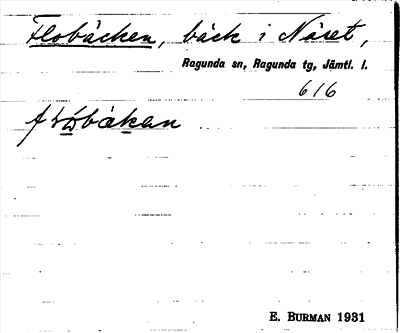 Flobäcken, bäck i Näset,
Ragunda sn, Ragunda tg, Jämtl. l.
616
E. BURMAN 1931